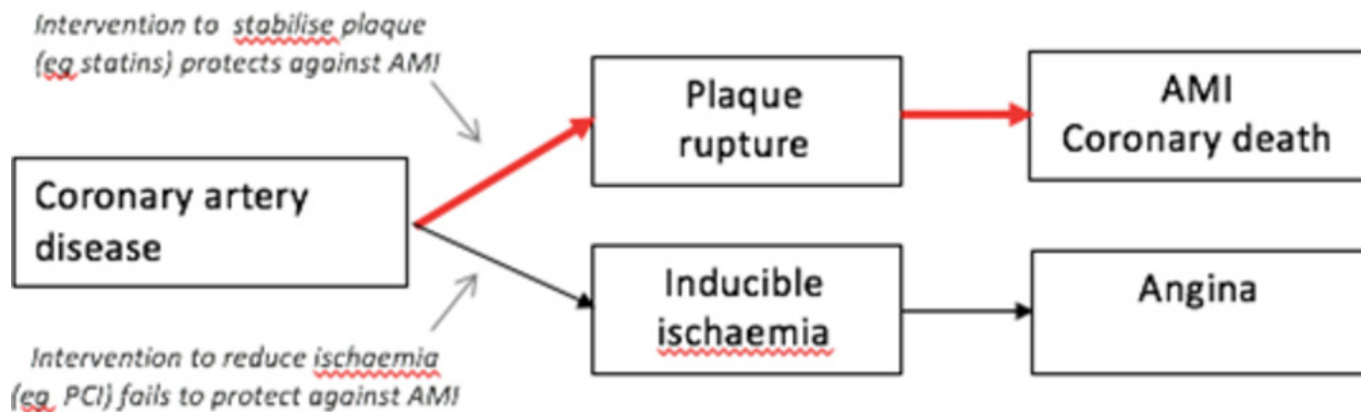 Intervention to stabilise plaque
(eg statins) protects against AMI
Plaque
rupture
AMI
Coronary death
Coronary artery
disease
Inducible
ischaemia
Angina
Intervention to reduce ischaemia
(eg PCI) fails to protect against AMI